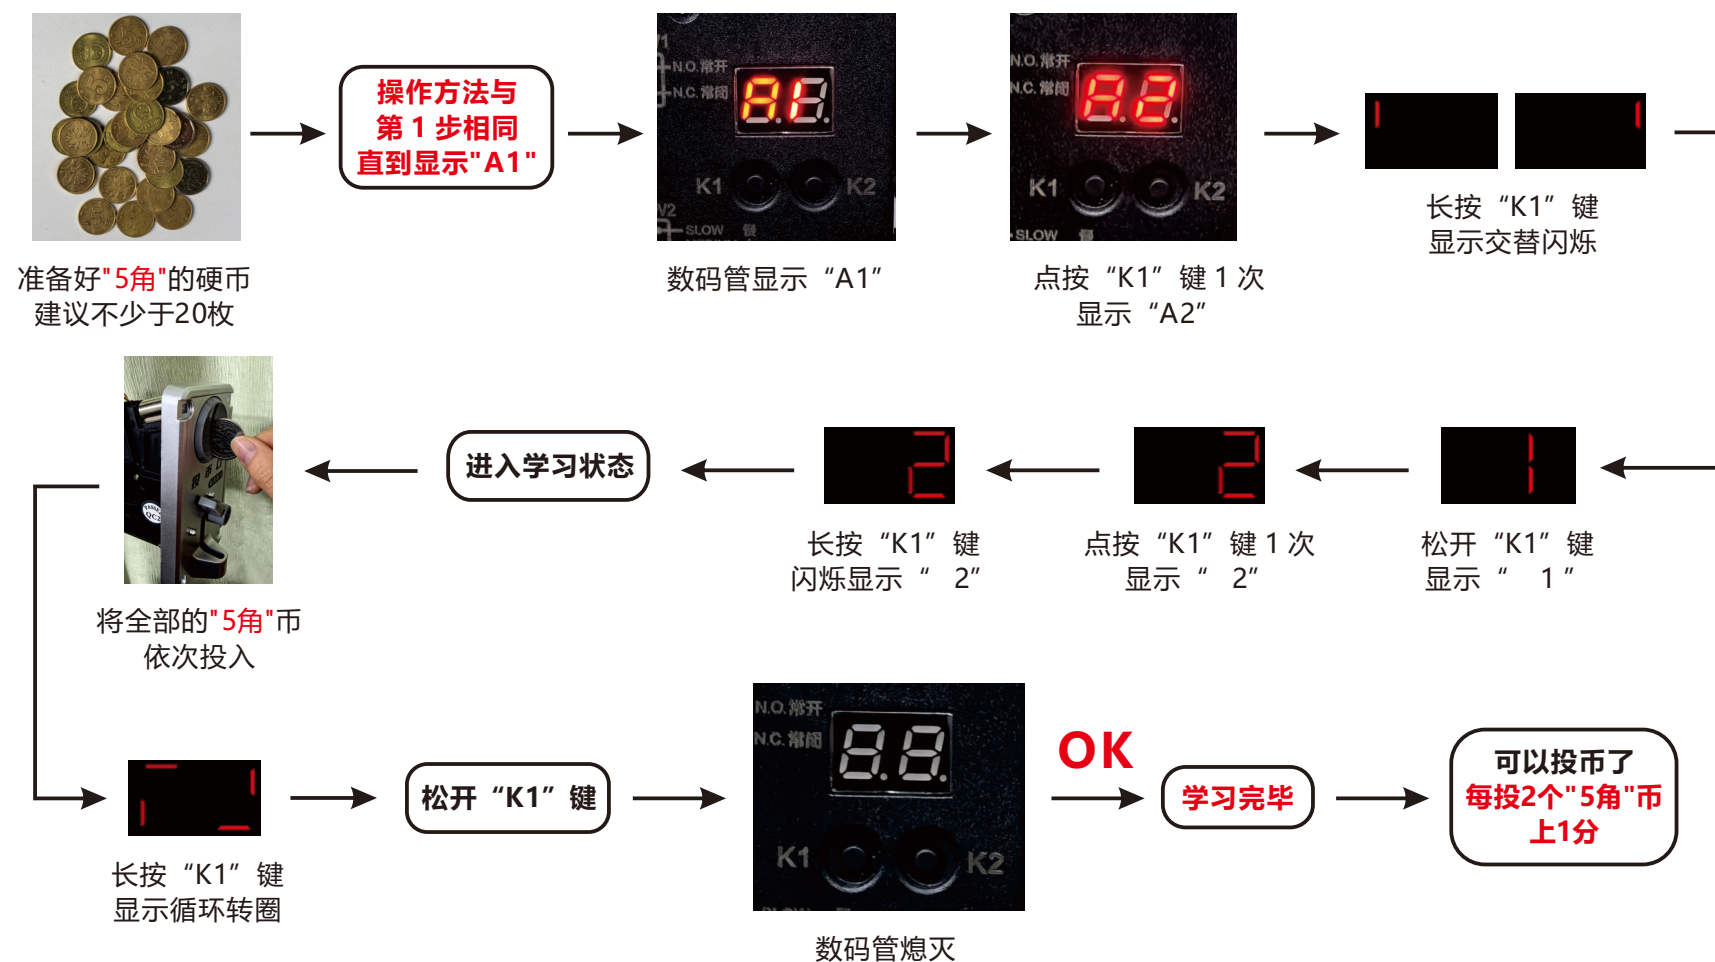 准备好"5角"的硬币
建议不少于20枚
操作方法与
第1步相同
直到显示"A1"
N.O.常开
N.C.常闭
A1
K1 K2
SLOW 慢
数码管显示“A1”
N.O.常开
N.C.常闭
A2
K1 K2
SLOW 慢
点按“K1”键1次
显示“A2”
长按“K1”键
显示交替闪烁
1
松开“K1”键
显示“ 1”
2
点按“K1”键1次
显示“ 2”
2
长按“K1”键
闪烁显示“ 2”
进入学习状态
将全部的"5角"币
依次投入
长按“K1”键
显示循环转圈
松开“K1”键
N.O.常开
N.C.常闭
K1 K2
数码管熄灭
OK
学习完毕
可以投币了
每投2个"5角"币
上1分